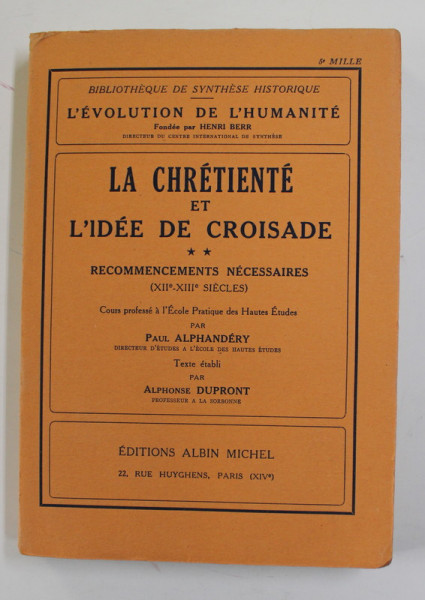 5e MILLE
BIBLIOTHÈQUE DE SYNTHÈSE HISTORIQUE
L'ÉVOLUTION DE L'HUMANITÉ
Fondée par HENRI BERR
DIRECTEUR DU CENTRE INTERNATIONAL DE SYNTHÈSE
LA CHRÉTIENTÉ
ET
L'IDÉE DE CROISADE
★ ★
RECOMMENCEMENTS NÉCESSAIRES
(XIIe-XIIIe SIÈCLES)
Cours professé à l'École Pratique des Hautes Études
PAR
PAUL ALPHANDÉRY
DIRECTEUR D'ÉTUDES A L'ÉCOLE DES HAUTES ÉTUDES
Texte établi
PAR
ALPHONSE DUPRONT
PROFESSEUR A LA SORBONNE
ÉDITIONS ALBIN MICHEL
22, RUE HUYGHENS, PARIS (XIVe)